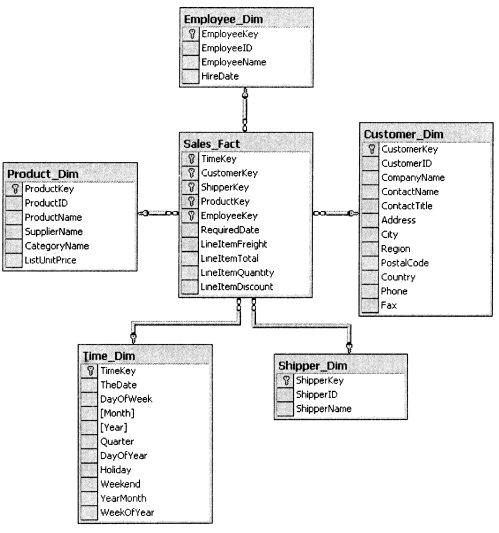 Employee_Dim
EmployeeKey
EmployeeID
EmployeeName
HireDate
Sales_Fact
TimeKey
CustomerKey
ShipperKey
ProductKey
EmployeeKey
RequiredDate
LineItemFreight
LineItemTotal
LineItemQuantity
LineItemDiscount
Customer_Dim
CustomerKey
CustomerID
CompanyName
ContactName
ContactTitle
Address
City
Region
PostalCode
Country
Phone
Fax
Product_Dim
ProductKey
ProductID
ProductName
SupplierName
CategoryName
ListUnitPrice
Time_Dim
TimeKey
TheDate
DayOfWeek
[Month]
[Year]
Quarter
DayOfYear
Holiday
Weekend
YearMonth
WeekOfYear
Shipper_Dim
ShipperKey
ShipperID
ShipperName